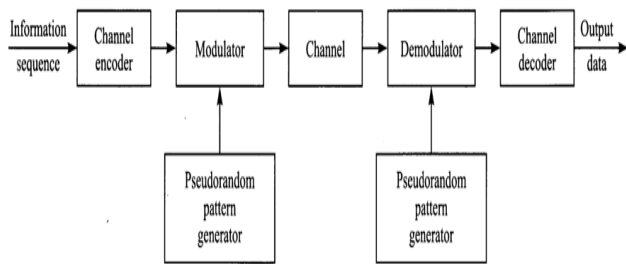 Information
sequence
Channel
encoder
Modulator
Channel
Demodulator
Channel
decoder
Output
data
Pseudorandom
pattern
generator
Pseudorandom
pattern
generator